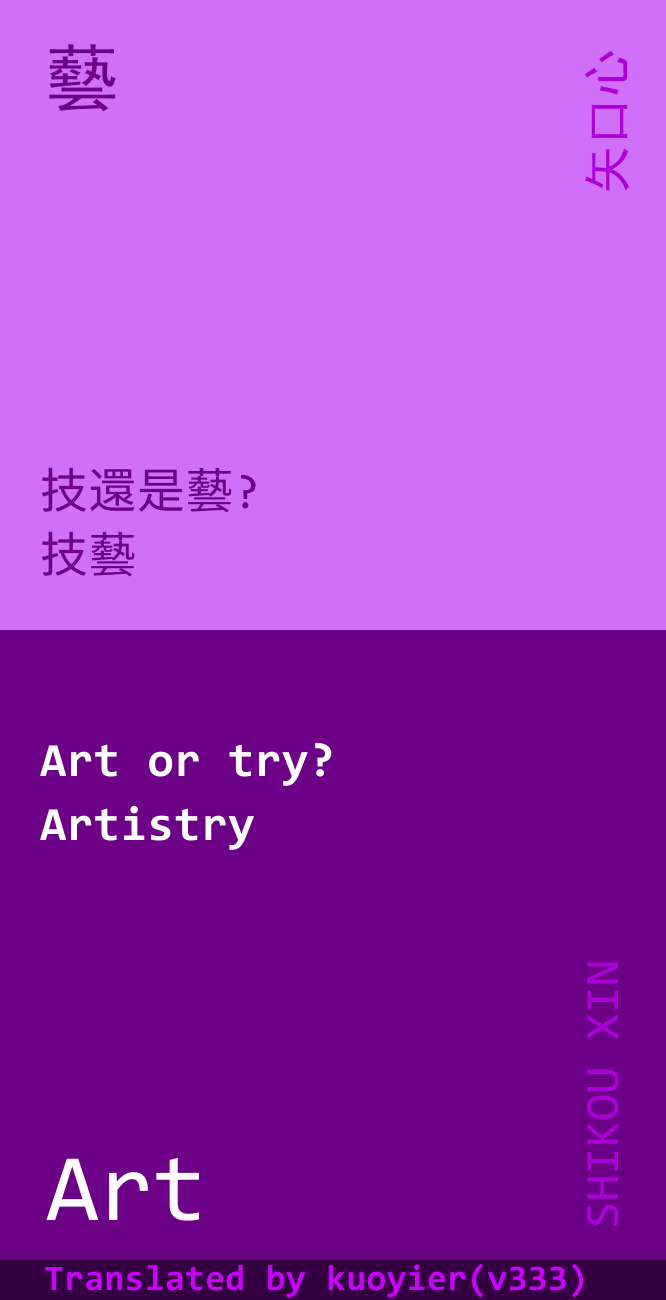 藝
矢口心
技還是藝?
技藝
Art or try?
Artistry
SHIKOU XIN
Art
Translated by kuoyier(v333)